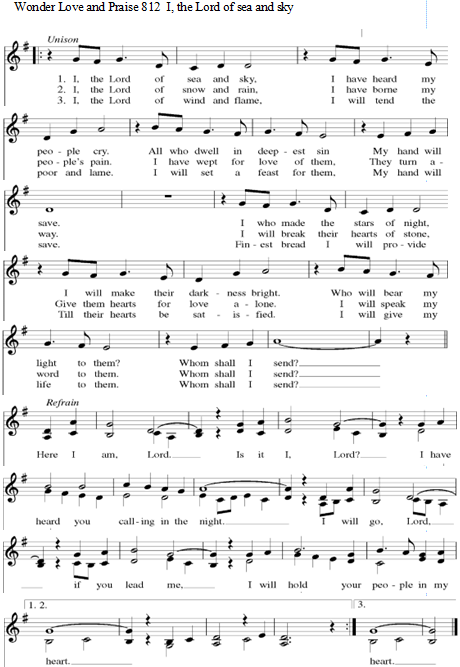 Wonder Love and Praise 812 I, the Lord of sea and sky
Unison
1. I, the Lord of sea and sky, I have heard my
2. I, the Lord of snow and rain, I have borne my
3. I, the Lord of wind and flame, I will tend the
peo - ple cry. All who dwell in deep - est sin My hand will
peo - ple's pain. I have wept for love of them, They turn a -
poor and lame. I will set a feast for them, My hand will
save. I who made the stars of night,
way. I will break their hearts of stone,
save. Fin - est bread I will pro - vide
I will make their dark - ness bright. Who will bear my
Give them hearts for love a - lone. I will speak my
Till their hearts be sat - is - fied. I will give my
light to them? Whom shall I send?
word to them. Whom shall I send?
life to them. Whom shall I send?
Refrain
Here I am, Lord. Is it I, Lord? I have
heard you call - ing in the night. I will go, Lord,
if you lead me, I will hold your peo - ple in my
1. 2. 3.
heart. heart.